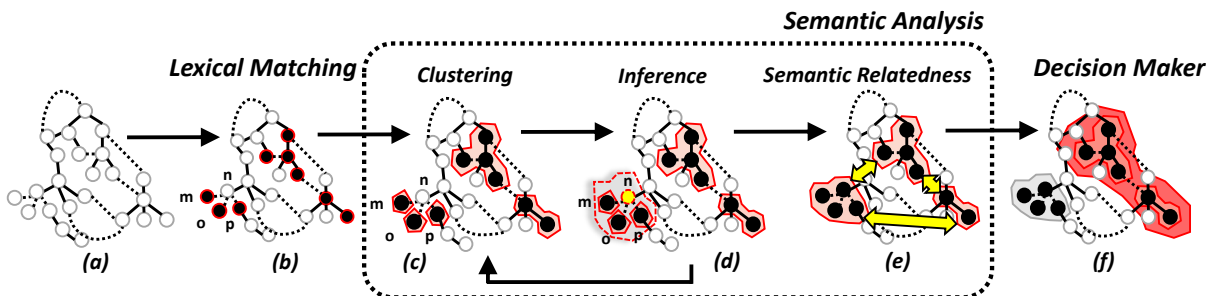 Semantic Analysis
Lexical Matching
Clustering
Inference
Semantic Relatedness
Decision Maker
m
n
o
p
m
n
o
p
m
n
o
p
(a)
(b)
(c)
(d)
(e)
(f)